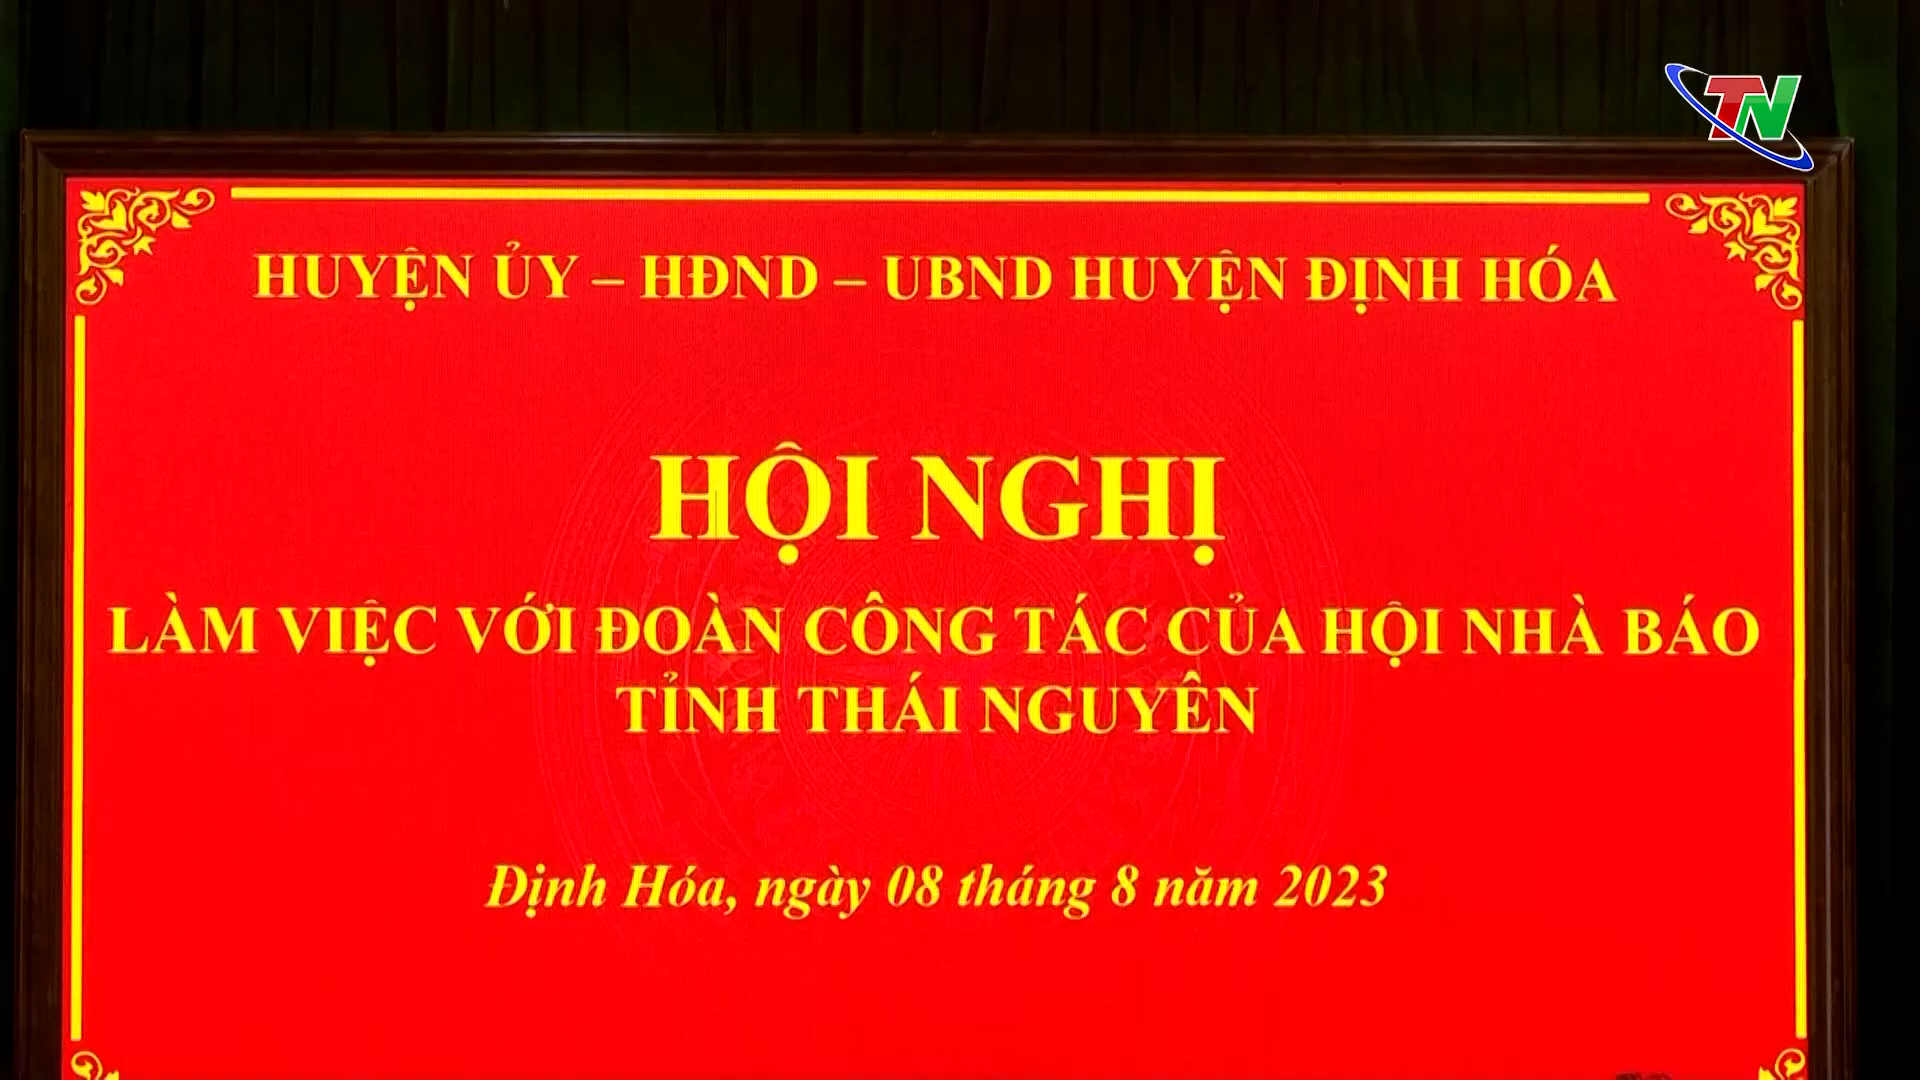 TN
HUYỆN ỦY – HĐND – UBND HUYỆN ĐỊNH HÓA
HỘI NGHỊ
LÀM VIỆC VỚI ĐOÀN CÔNG TÁC CỦA HỘI NHÀ BÁO
TỈNH THÁI NGUYÊN
Định Hóa, ngày 08 tháng 8 năm 2023